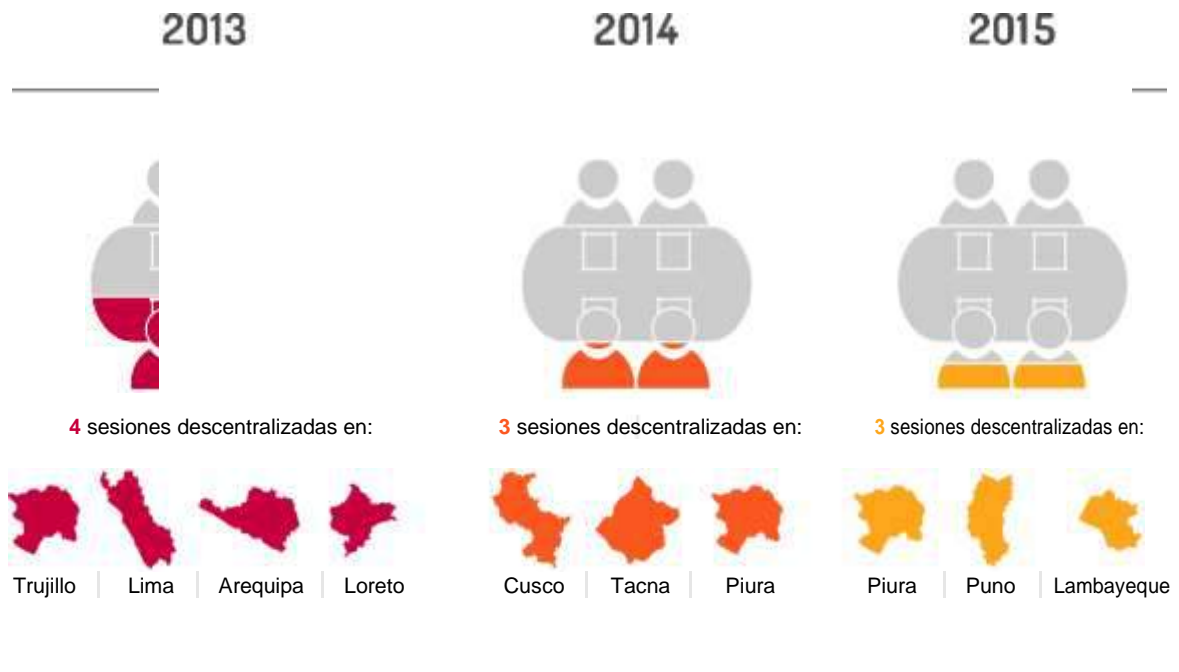 2013 2014 2015
4 sesiones descentralizadas en: 3 sesiones descentralizadas en: 3 sesiones descentralizadas en:
Trujillo Lima Arequipa Loreto Cusco Tacna Piura Piura Puno Lambayeque